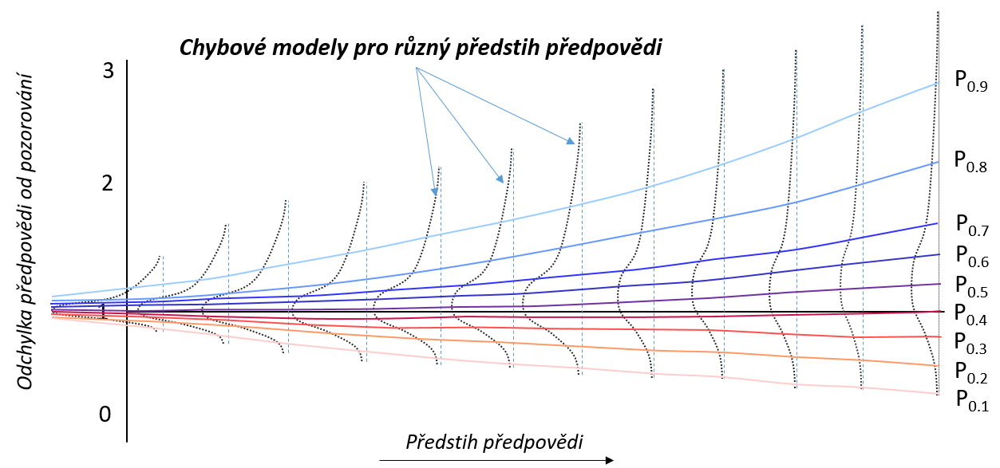 Chybové modely pro různý předstih předpovědi
Odchylka předpovědi od pozorování
3
2
1
0
P0.9
P0.8
P0.7
P0.6
P0.5
P0.4
P0.3
P0.2
P0.1
Předstih předpovědi